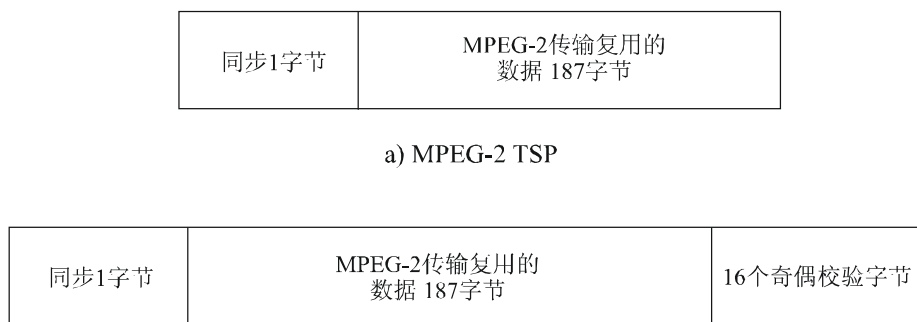 同步1字节
MPEG-2传输复用的
数据 187字节
a) MPEG-2 TSP
同步1字节
MPEG-2传输复用的
数据 187字节
16个奇偶校验字节